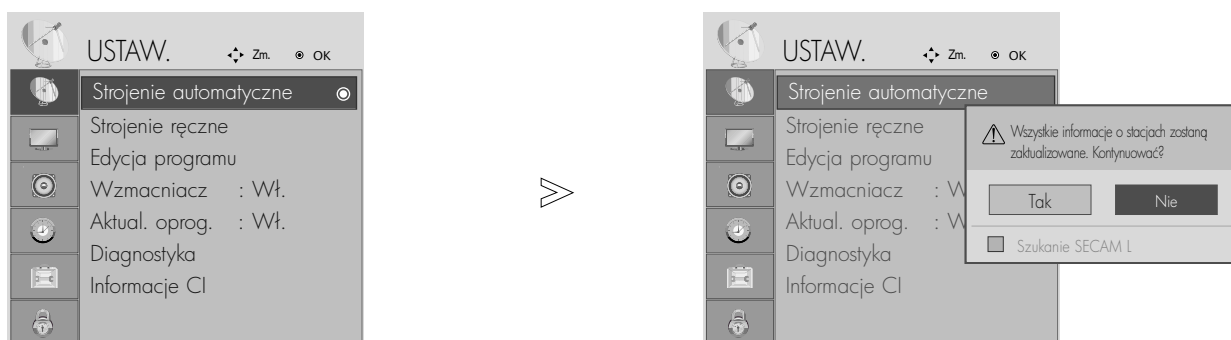 USTAW. Zm. OK
Strojenie automatyczne
Strojenie ręczne
Edycja programu
Wzmacniacz : Wł.
Aktual. oprog. : Wł.
Diagnostyka
Informacje CI
USTAW. Zm. OK
Strojenie automatyczne
Strojenie ręczne
Edycja programu
Wzmacniacz : W
Aktual. oprog. : W
Diagnostyka
Informacje CI
Wszystkie informacje o stacjach zostaną
zaktualizowane. Kontynuować?
Tak Nie
Szukanie SECAM L